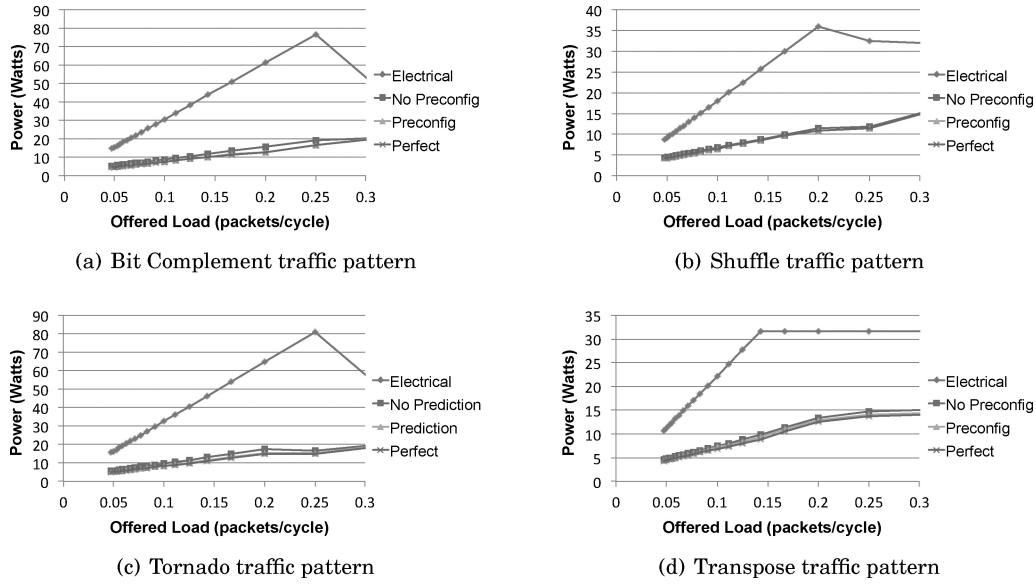 90
80
70
60
50
40
30
20
10
0
Power (Watts)
0 0.05 0.1 0.15 0.2 0.25 0.3
Offered Load (packets/cycle)
Electrical
No Preconfig
Preconfig
Perfect
(a) Bit Complement traffic pattern
40
35
30
25
20
15
10
5
0
Power (Watts)
0 0.05 0.1 0.15 0.2 0.25 0.3
Offered Load (packets/cycle)
Electrical
No Preconfig
Preconfig
Perfect
(b) Shuffle traffic pattern
90
80
70
60
50
40
30
20
10
0
Power (Watts)
0 0.05 0.1 0.15 0.2 0.25 0.3
Offered Load (packets/cycle)
Electrical
No Prediction
Prediction
Perfect
(c) Tornado traffic pattern
35
30
25
20
15
10
5
0
Power (Watts)
0 0.05 0.1 0.15 0.2 0.25 0.3
Offered Load (packets/cycle)
Electrical
No Preconfig
Preconfig
Perfect
(d) Transpose traffic pattern